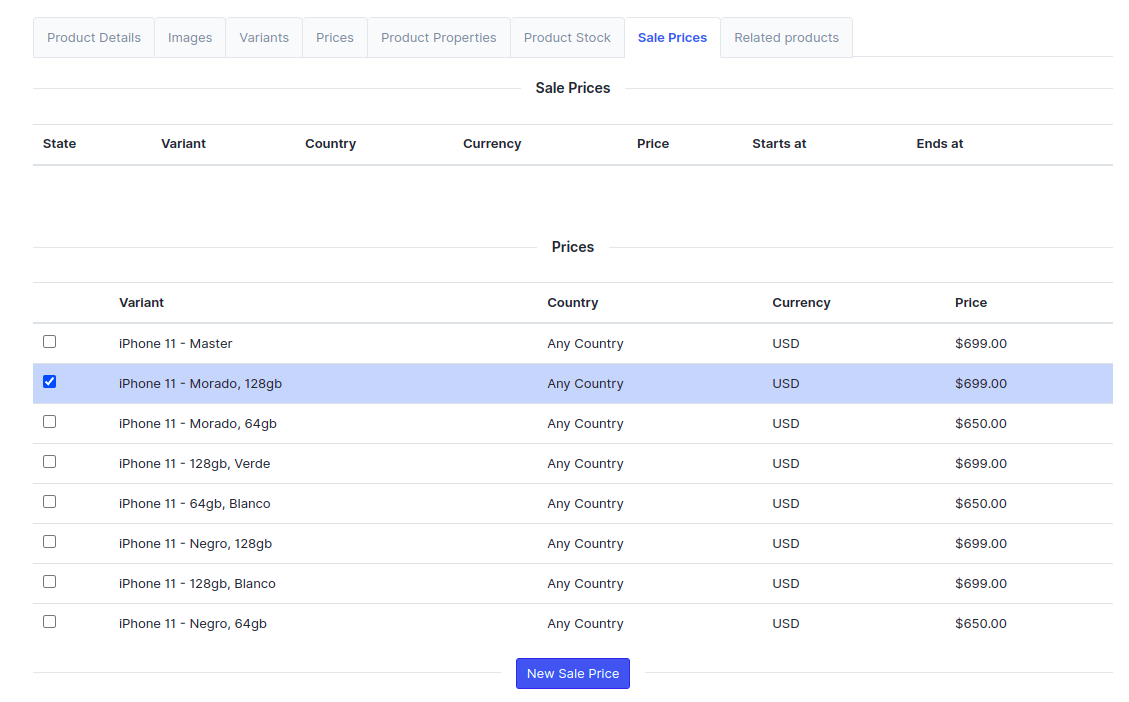 Product Details Images Variants Prices Product Properties Product Stock Sale Prices Related products
Sale Prices
State Variant Country Currency Price Starts at Ends at
Prices
Variant Country Currency Price
iPhone 11 - Master Any Country USD $699.00
iPhone 11 - Morado, 128gb Any Country USD $699.00
iPhone 11 - Morado, 64gb Any Country USD $650.00
iPhone 11 - 128gb, Verde Any Country USD $699.00
iPhone 11 - 64gb, Blanco Any Country USD $650.00
iPhone 11 - Negro, 128gb Any Country USD $699.00
iPhone 11 - 128gb, Blanco Any Country USD $699.00
iPhone 11 - Negro, 64gb Any Country USD $650.00
New Sale Price